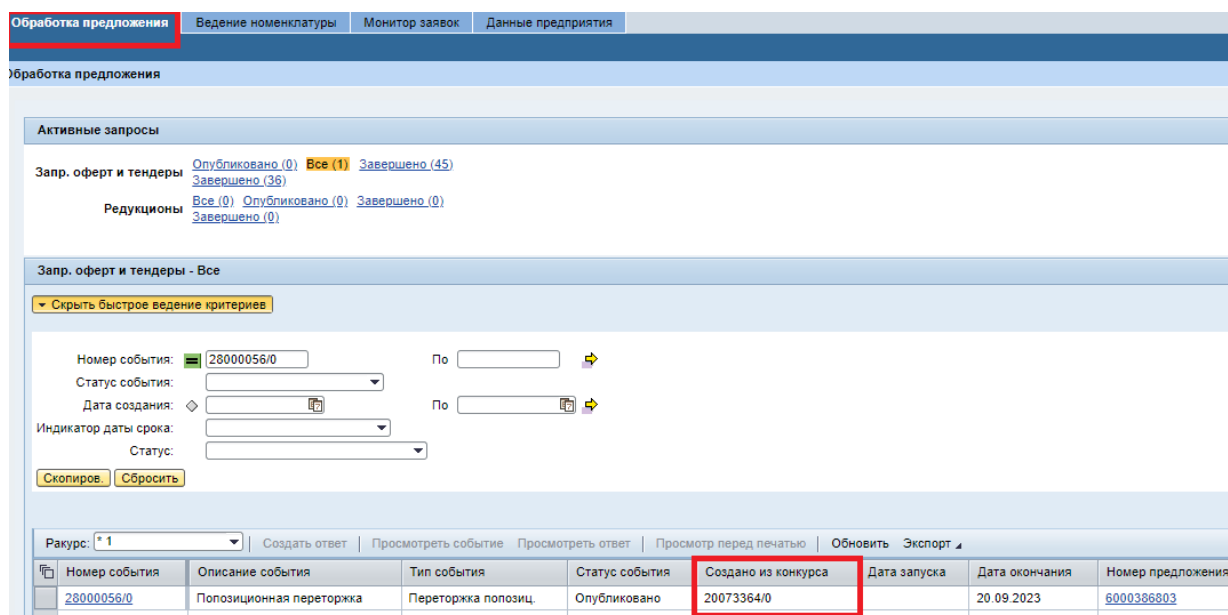 Обработка предложения Ведение номенклатуры Монитор заявок Данные предприятия
Обработка предложения
Активные запросы
Запр. оферт и тендеры Опубликовано (0) Все (1) Завершено (45)
Завершено (36)
Редукционы Все (0) Опубликовано (0) Завершено (0)
Завершено (0)
Запр. оферт и тендеры - Все
Скрыть быстрое ведение критериев
Номер события: 28000056/0 По
Статус события:
Дата создания: По
Индикатор даты срока:
Статус:
Скопиров. Сбросить
Ракурс: * 1 Создать ответ Просмотреть событие Просмотреть ответ Просмотр перед печатью Обновить Экспорт
Номер события Описание события Тип события Статус события Создано из конкурса Дата запуска Дата окончания Номер предложения
28000056/0 Попозиционная переторжка Переторжка попозиц. Опубликовано 20073364/0 20.09.2023 6000386803